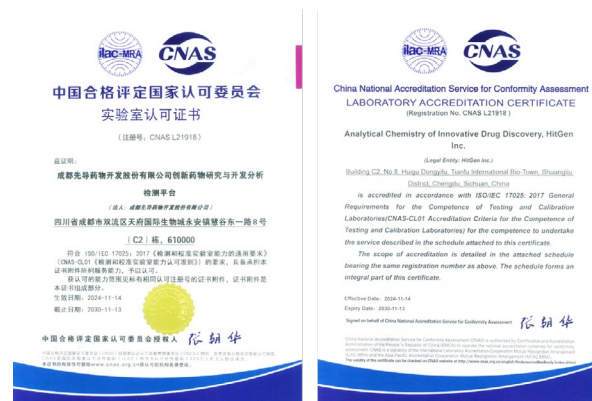 ilac-MRA
CNAS
中国合格评定国家认可委员会
实验室认可证书
(注册号: CNAS L21918)
兹证明:
成都先导药物开发股份有限公司创新药物研究与开发分析
检测平台
(法人: 成都先导药物开发股份有限公司)
四川省成都市双流区天府国际生物城永安镇慧谷东一路8号
(C2)栋, 610000
符合 ISO/IEC 17025: 2017《检测和校准实验室能力的通用要求》
(CNAS-CL01《检测和校准实验室能力认可准则》)的要求, 具备承担本
证书附件所列服务能力, 予以认可。
获认可的能力范围见标有相同认可注册号的证书附件, 证书附件是
本证书组成部分。
生效日期: 2024-11-14
截止日期: 2030-11-13
中国合格评定国家认可委员会授权人 张朝华
ilac-MRA
CNAS
China National Accreditation Service for Conformity Assessment
LABORATORY ACCREDITATION CERTIFICATE
(Registration No. CNAS L21918)
Analytical Chemistry of Innovative Drug Discovery, HitGen
Inc.
(Legal Entity: HitGen Inc.)
Building C2, No.8, Huigu Dongyilu, Tianfu International Bio-Town, Shuangliu
District, Chengdu, Sichuan, China
is accredited in accordance with ISO/IEC 17025: 2017 General
Requirements for the Competence of Testing and Calibration
Laboratories(CNAS-CL01 Accreditation Criteria for the Competence of
Testing and Calibration Laboratories) for the competence to undertake
the service described in the schedule attached to this certificate.
The scope of accreditation is detailed in the attached schedule
bearing the same registration number as above. The schedule forms an
integral part of this certificate.
Effective Date: 2024-11-14
Expiry Date: 2030-11-13
Signed on behalf of China National Accreditation Service for Conformity Assessment 张朝华